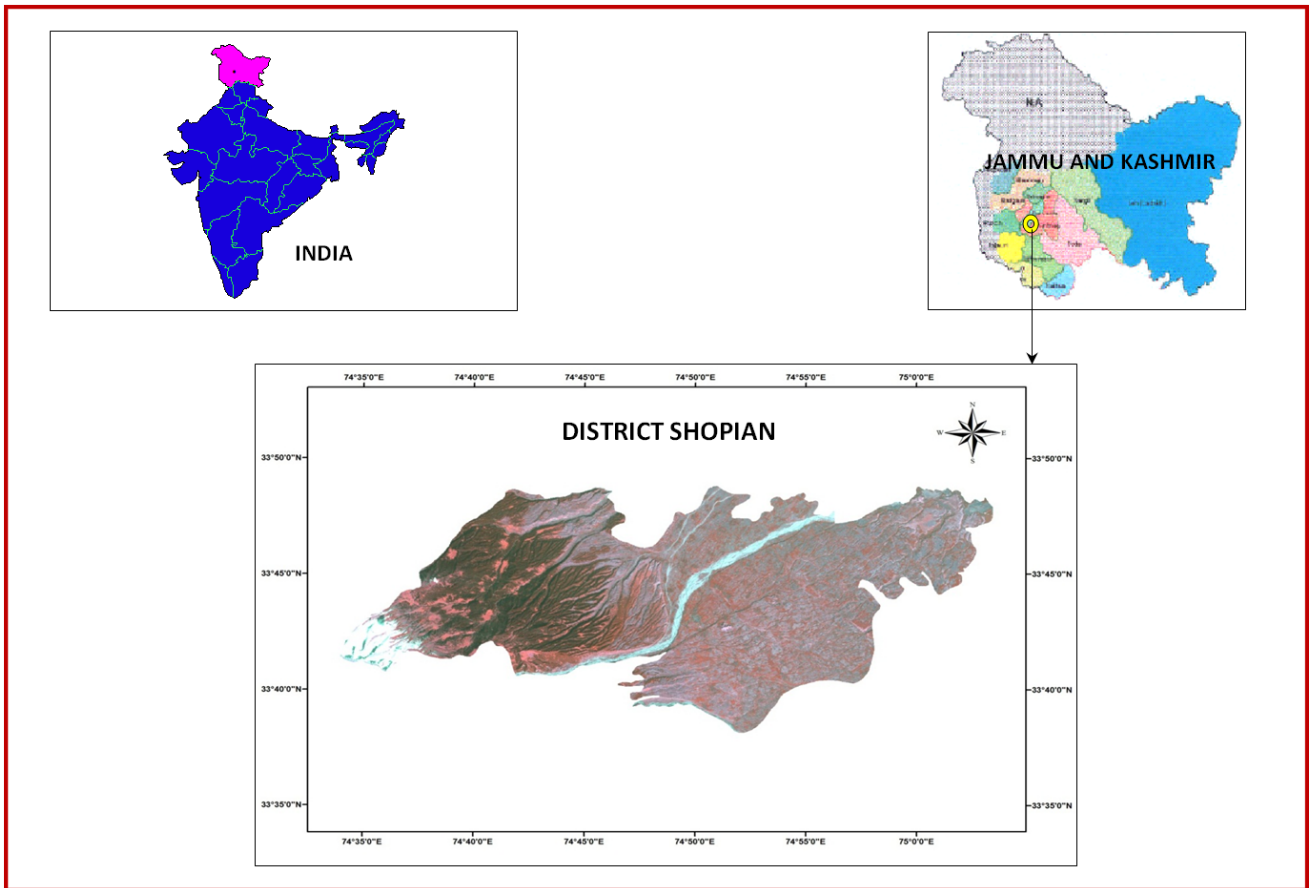 INDIA
N.A
JAMMU AND KASHMIR
Kathua
74°35'0"E 74°40'0"E 74°45'0"E 74°50'0"E 74°55'0"E 75°0'0"E
DISTRICT SHOPIAN
N
W E
S
33°50'0"N 33°50'0"N
33°45'0"N 33°45'0"N
33°40'0"N 33°40'0"N
33°35'0"N 33°35'0"N
74°35'0"E 74°40'0"E 74°45'0"E 74°50'0"E 74°55'0"E 75°0'0"E